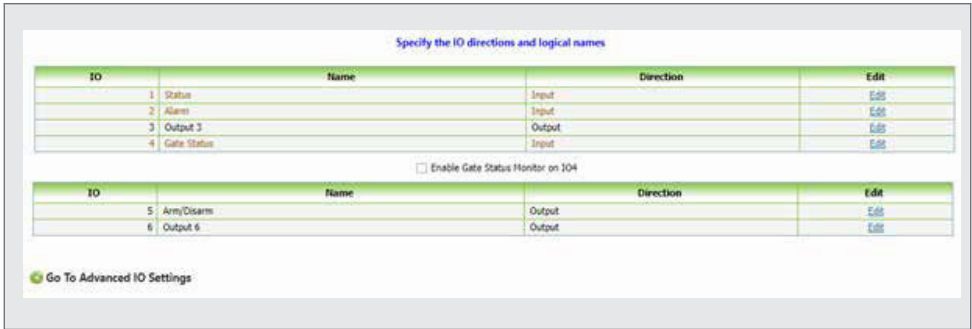 Specify the IO directions and logical names
IO Name Direction Edit
1 Status Input Edit
2 Alarm Input Edit
3 Output 3 Output Edit
4 Gate Status Input Edit
Enable Gate Status Monitor on IO4
IO Name Direction Edit
5 Arm/Disarm Output Edit
6 Output 6 Output Edit
Go To Advanced IO Settings